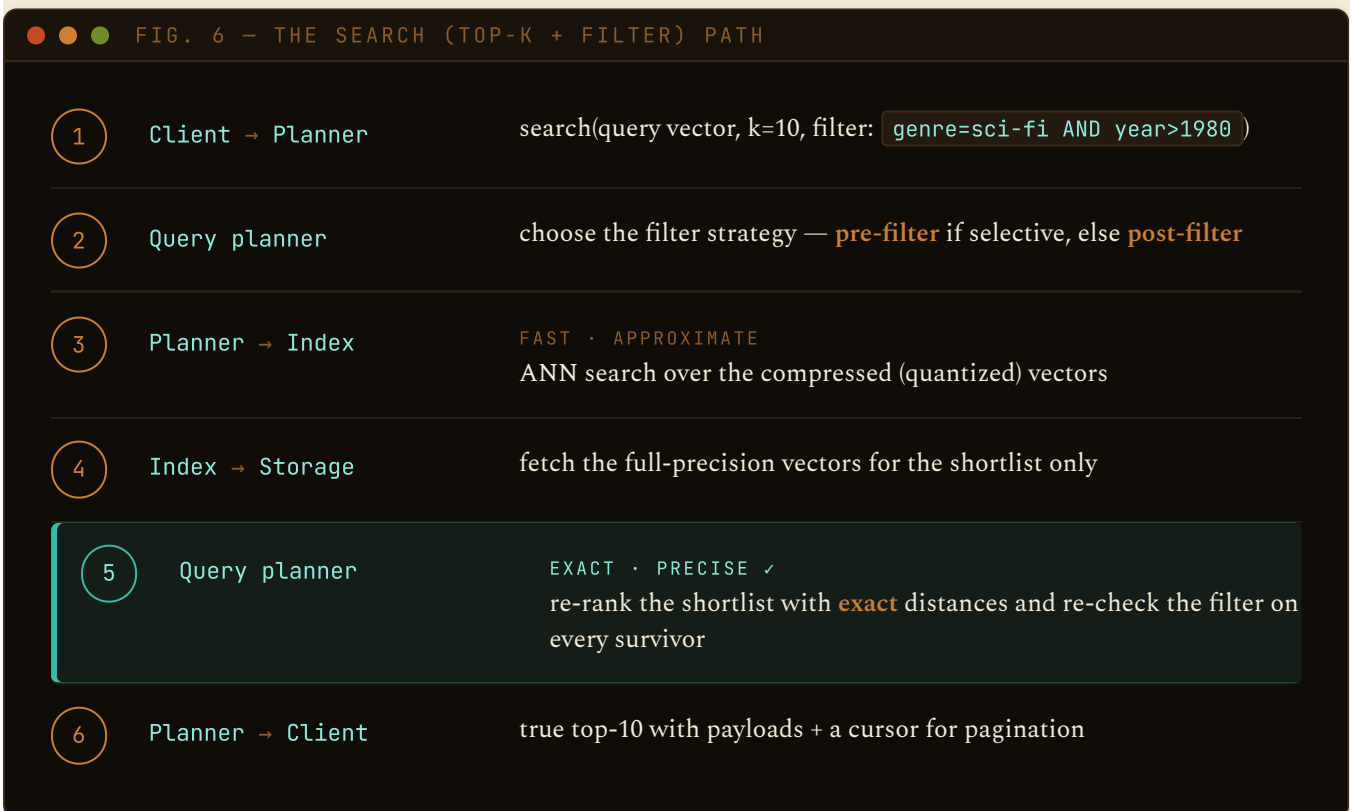 FIG. 6 — THE SEARCH (TOP-K + FILTER) PATH
1
Client → Planner
search(query vector, k=10, filter: genre=sci-fi AND year>1980)
2
Query planner
choose the filter strategy — pre-filter if selective, else post-filter
3
Planner → Index
FAST · APPROXIMATE
ANN search over the compressed (quantized) vectors
4
Index → Storage
fetch the full-precision vectors for the shortlist only
5
Query planner
EXACT · PRECISE ✓
re-rank the shortlist with exact distances and re-check the filter on
every survivor
6
Planner → Client
true top-10 with payloads + a cursor for pagination